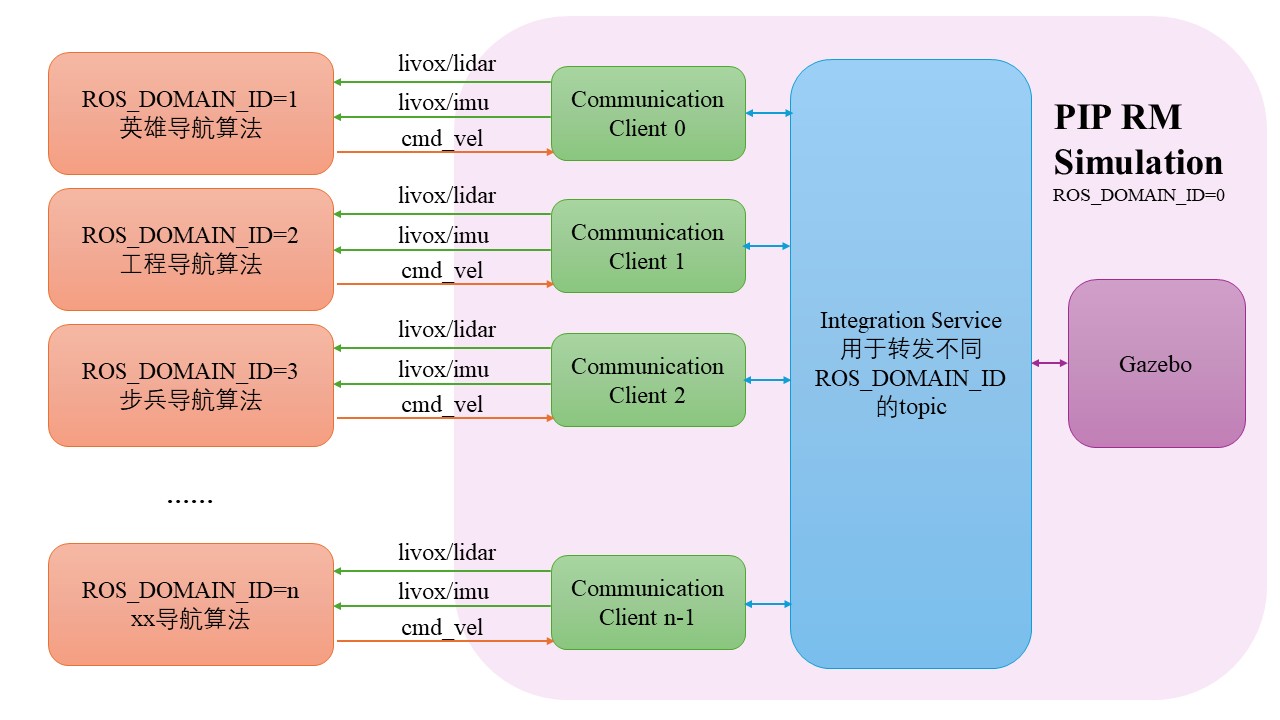 ROS_DOMAIN_ID=1
英雄导航算法
livox/lidar
livox/imu
cmd_vel
Communication
Client 0
ROS_DOMAIN_ID=2
工程导航算法
livox/lidar
livox/imu
cmd_vel
Communication
Client 1
ROS_DOMAIN_ID=3
步兵导航算法
livox/lidar
livox/imu
cmd_vel
Communication
Client 2
......
ROS_DOMAIN_ID=n
xx导航算法
livox/lidar
livox/imu
cmd_vel
Communication
Client n-1
Integration Service
用于转发不同
ROS_DOMAIN_ID
的topic
PIP RM
Simulation
ROS_DOMAIN_ID=0
Gazebo